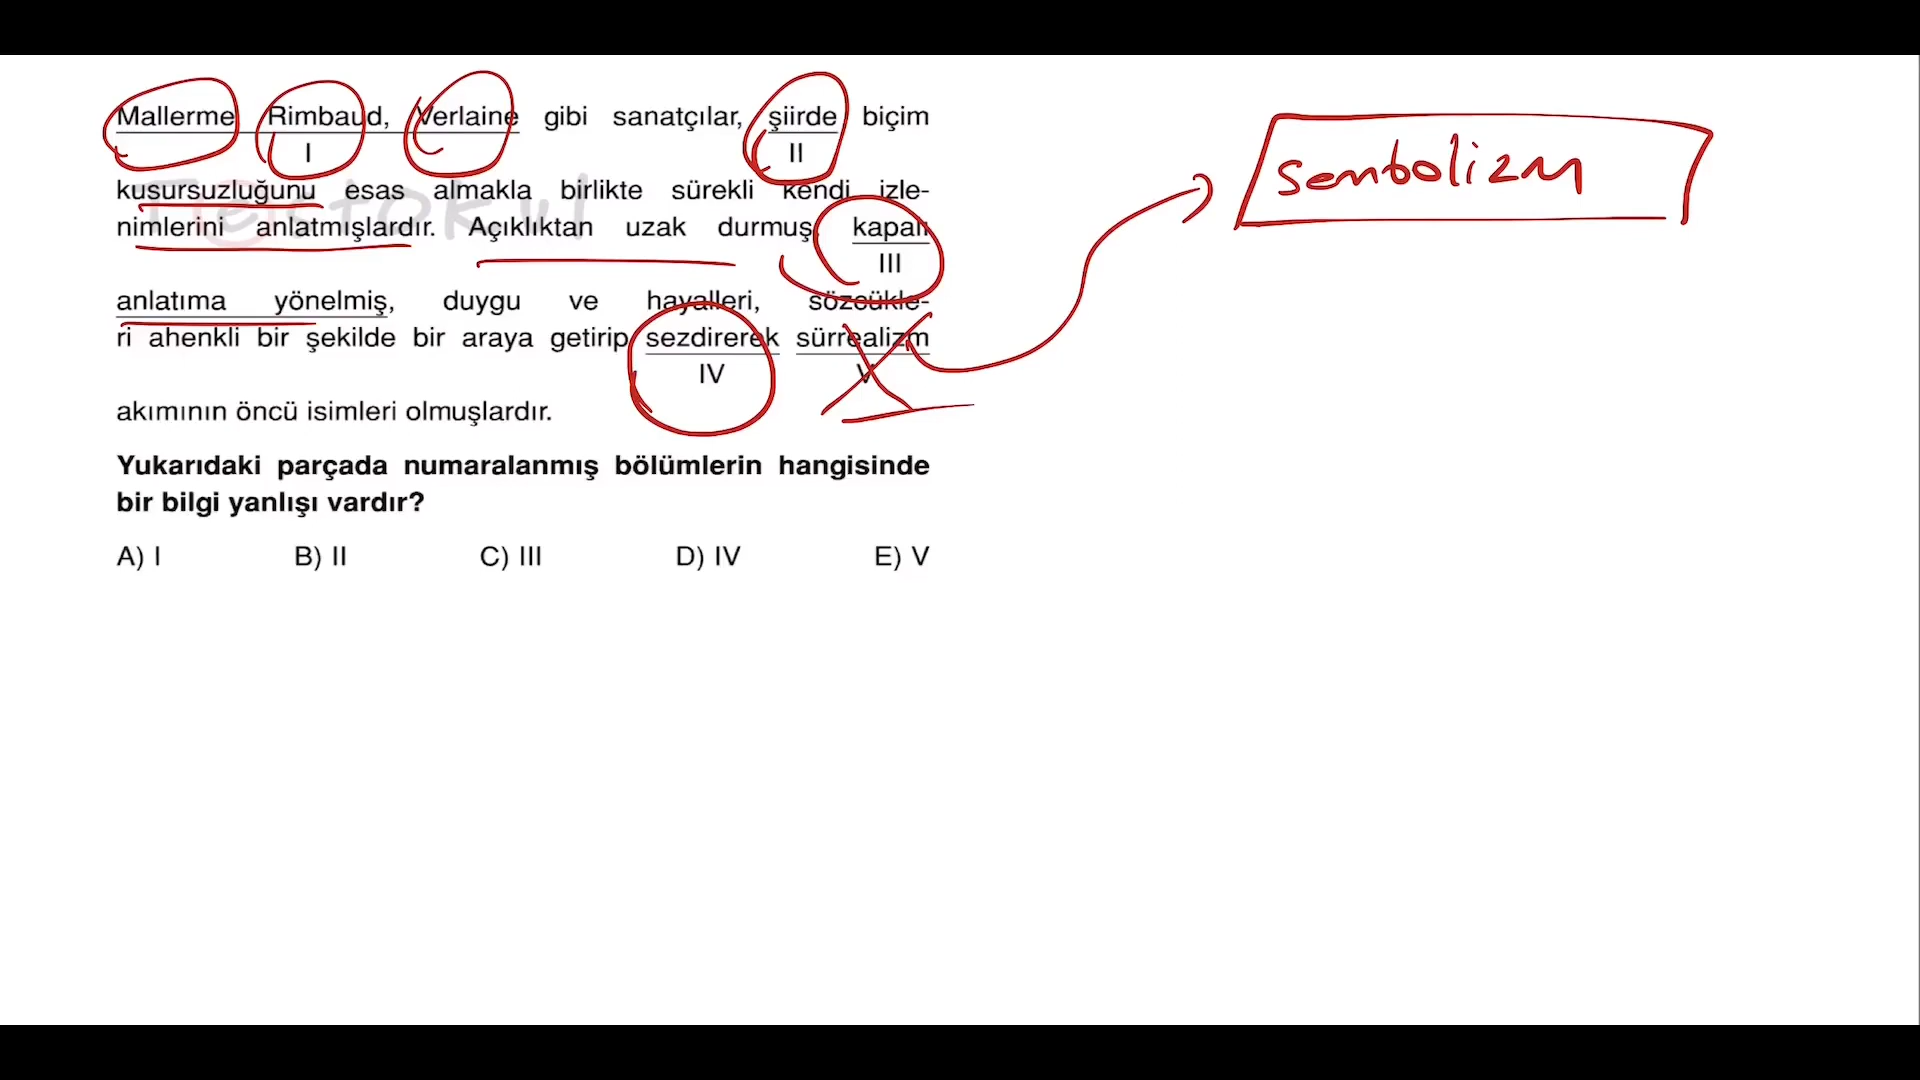 Mallerme Rimbaud, Verlaine gibi sanatçılar, şiirde biçim
I II
kusursuzluğunu esas almakla birlikte sürekli kendi izle-
nimlerini anlatmışlardır. Açıklıktan uzak durmuş, kapalı
III
anlatıma yönelmiş, duygu ve hayalleri, sözcükle-
ri ahenkli bir şekilde bir araya getirip sezdirerek sürrealizm
IV V
akımının öncü isimleri olmuşlardır.
Yukarıdaki parçada numaralanmış bölümlerin hangisinde
bir bilgi yanlışı vardır?
A) I B) II C) III D) IV E) V
sembolizm
Testokul